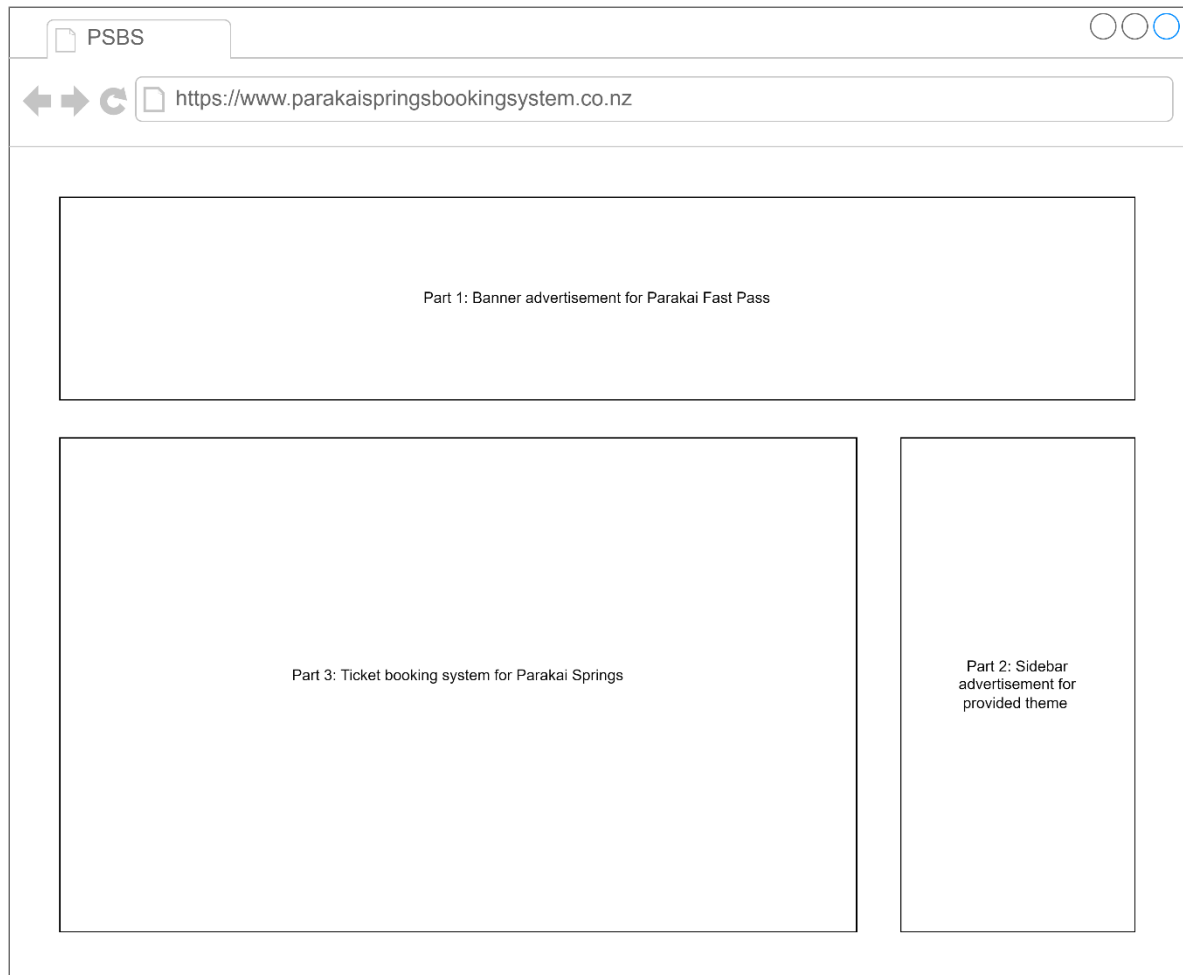 PSBS
https://www.parakaispringsbookingsystem.co.nz
Part 1: Banner advertisement for Parakai Fast Pass
Part 3: Ticket booking system for Parakai Springs
Part 2: Sidebar
advertisement for
provided theme